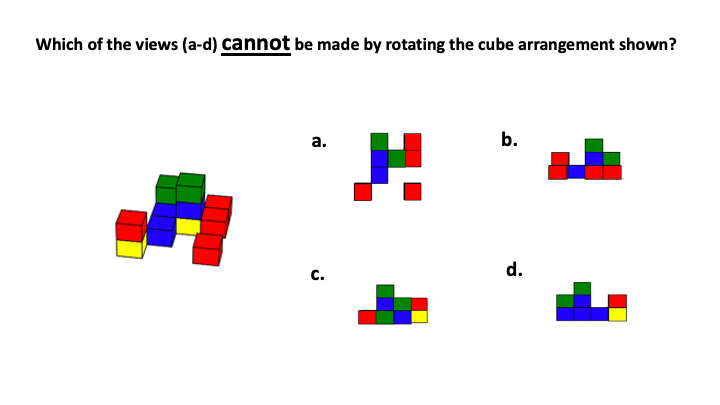 Which of the views (a-d) cannot be made by rotating the cube arrangement shown?
a.
b.
c.
d.